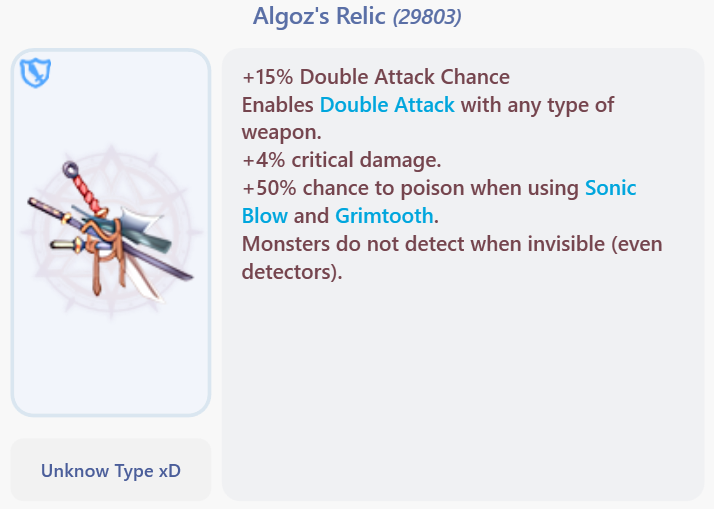 Algoz's Relic (29803)
+15% Double Attack Chance
Enables Double Attack with any type of
weapon.
+4% critical damage.
+50% chance to poison when using Sonic
Blow and Grimtooth.
Monsters do not detect when invisible (even
detectors).
Unknow Type xD